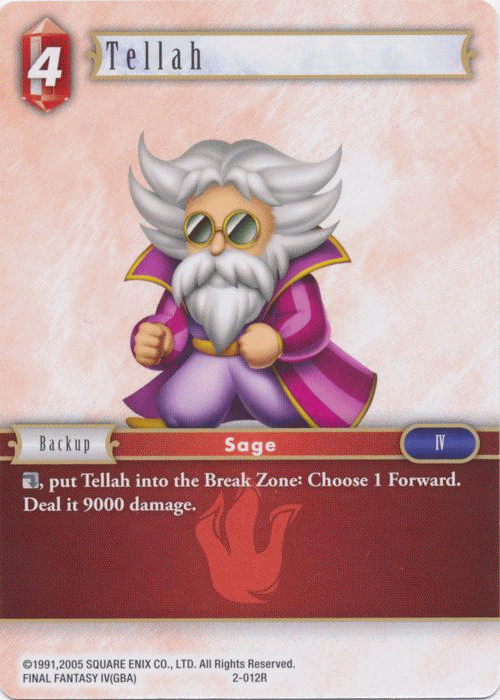 4
Tellah
Backup
Sage
IV
, put Tellah into the Break Zone: Choose 1 Forward.
Deal it 9000 damage.
©1991,2005 SQUARE ENIX CO., LTD. All Rights Reserved.
FINAL FANTASY IV(GBA) 2-012R